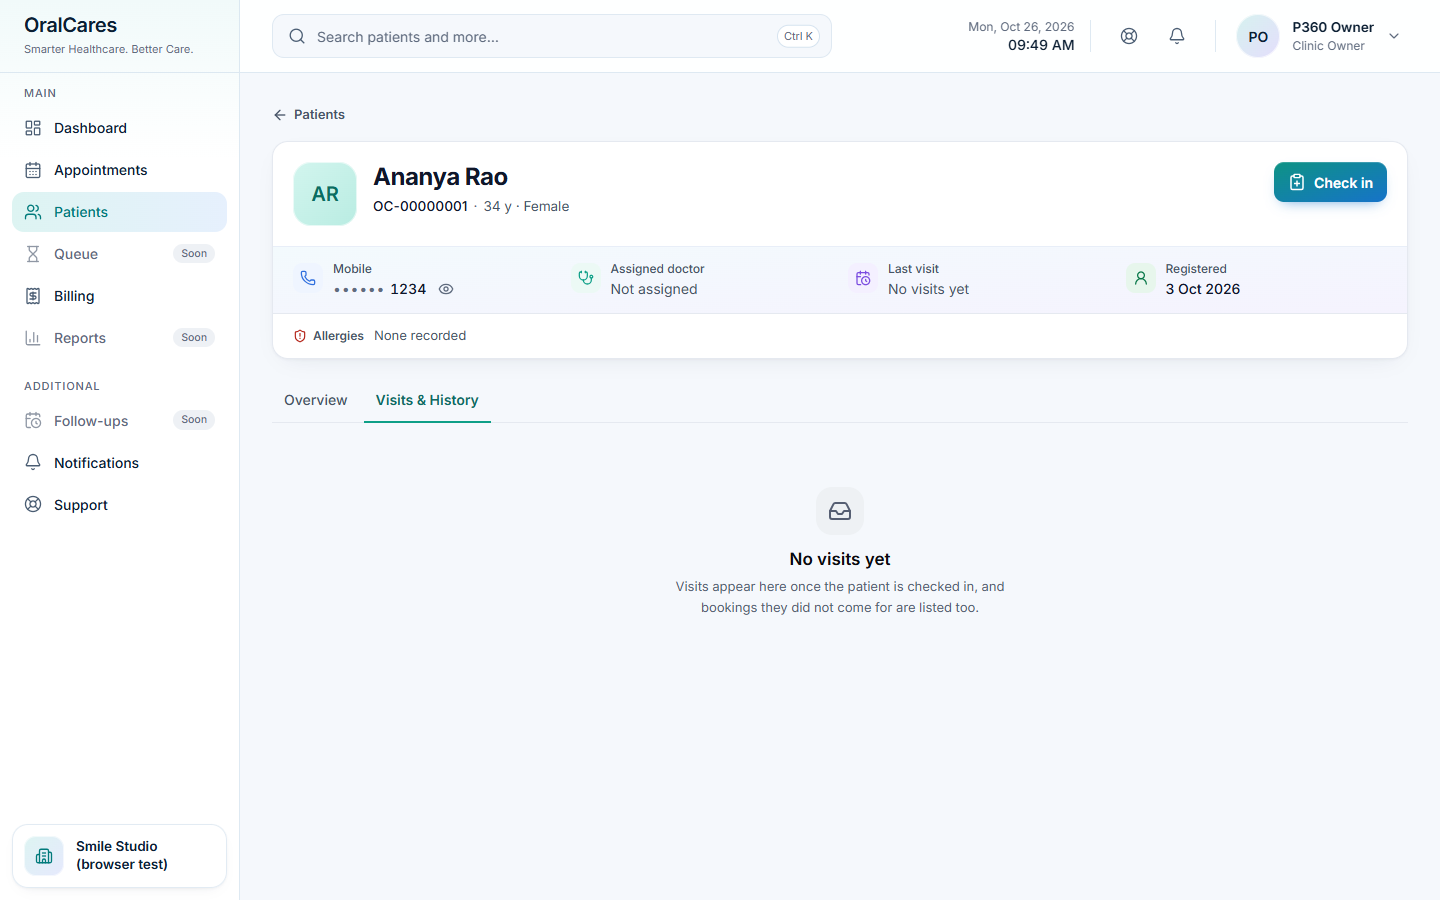 OralCares
Smarter Healthcare. Better Care.
MAIN
Dashboard
Appointments
Patients
Queue Soon
Billing
Reports Soon
ADDITIONAL
Follow-ups Soon
Notifications
Support
Smile Studio
(browser test)
Search patients and more... Ctrl K
Mon, Oct 26, 2026
09:49 AM
PO
P360 Owner
Clinic Owner
Patients
AR
Ananya Rao
OC-00000001 · 34 y · Female
Check in
Mobile
•••••• 1234
Assigned doctor
Not assigned
Last visit
No visits yet
Registered
3 Oct 2026
Allergies None recorded
Overview Visits & History
No visits yet
Visits appear here once the patient is checked in, and
bookings they did not come for are listed too.